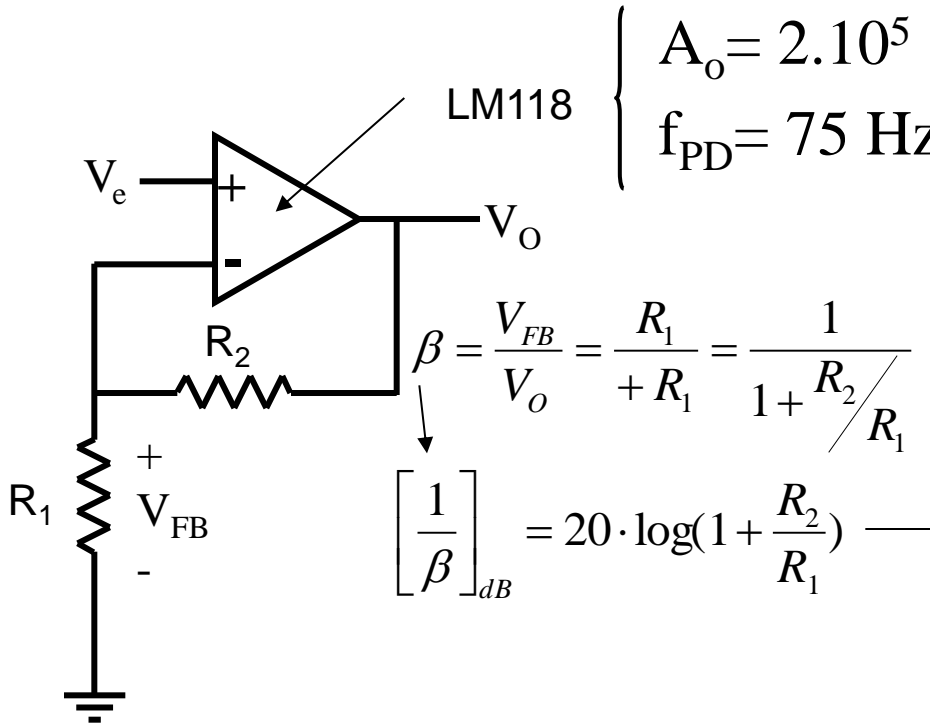 A_o= 2.10^5
LM118
f_PD= 75 Hz
V_e
+
-
V_O
R_2
β = V_FB / V_O = R_1 / + R_1 = 1 / 1 + R_2 / R_1
R_1
+
V_FB
-
[1 / β]_dB = 20 · log(1 + R_2 / R_1)